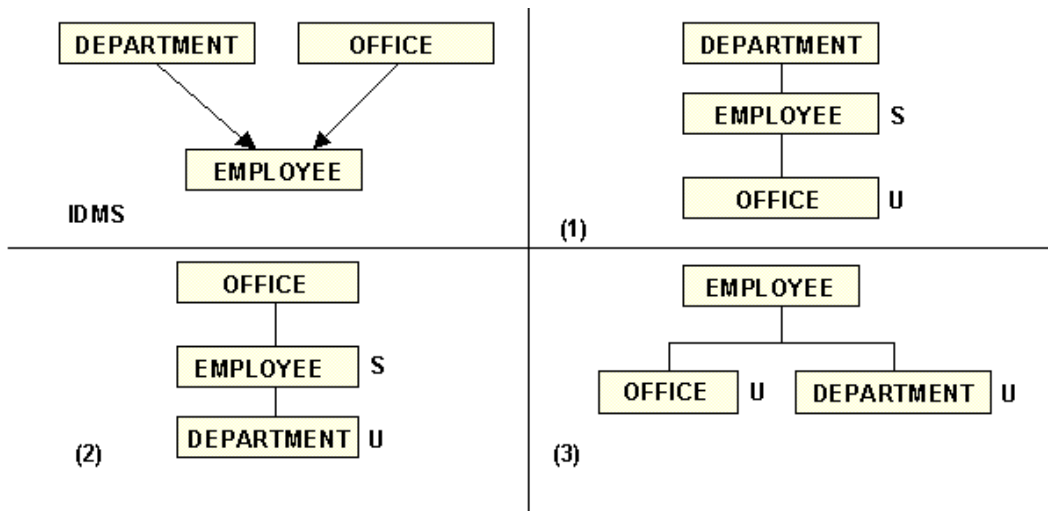 DEPARTMENT
OFFICE
EMPLOYEE
IDMS
DEPARTMENT
EMPLOYEE S
OFFICE U
(1)
OFFICE
EMPLOYEE S
DEPARTMENT U
(2)
EMPLOYEE
OFFICE U
DEPARTMENT U
(3)